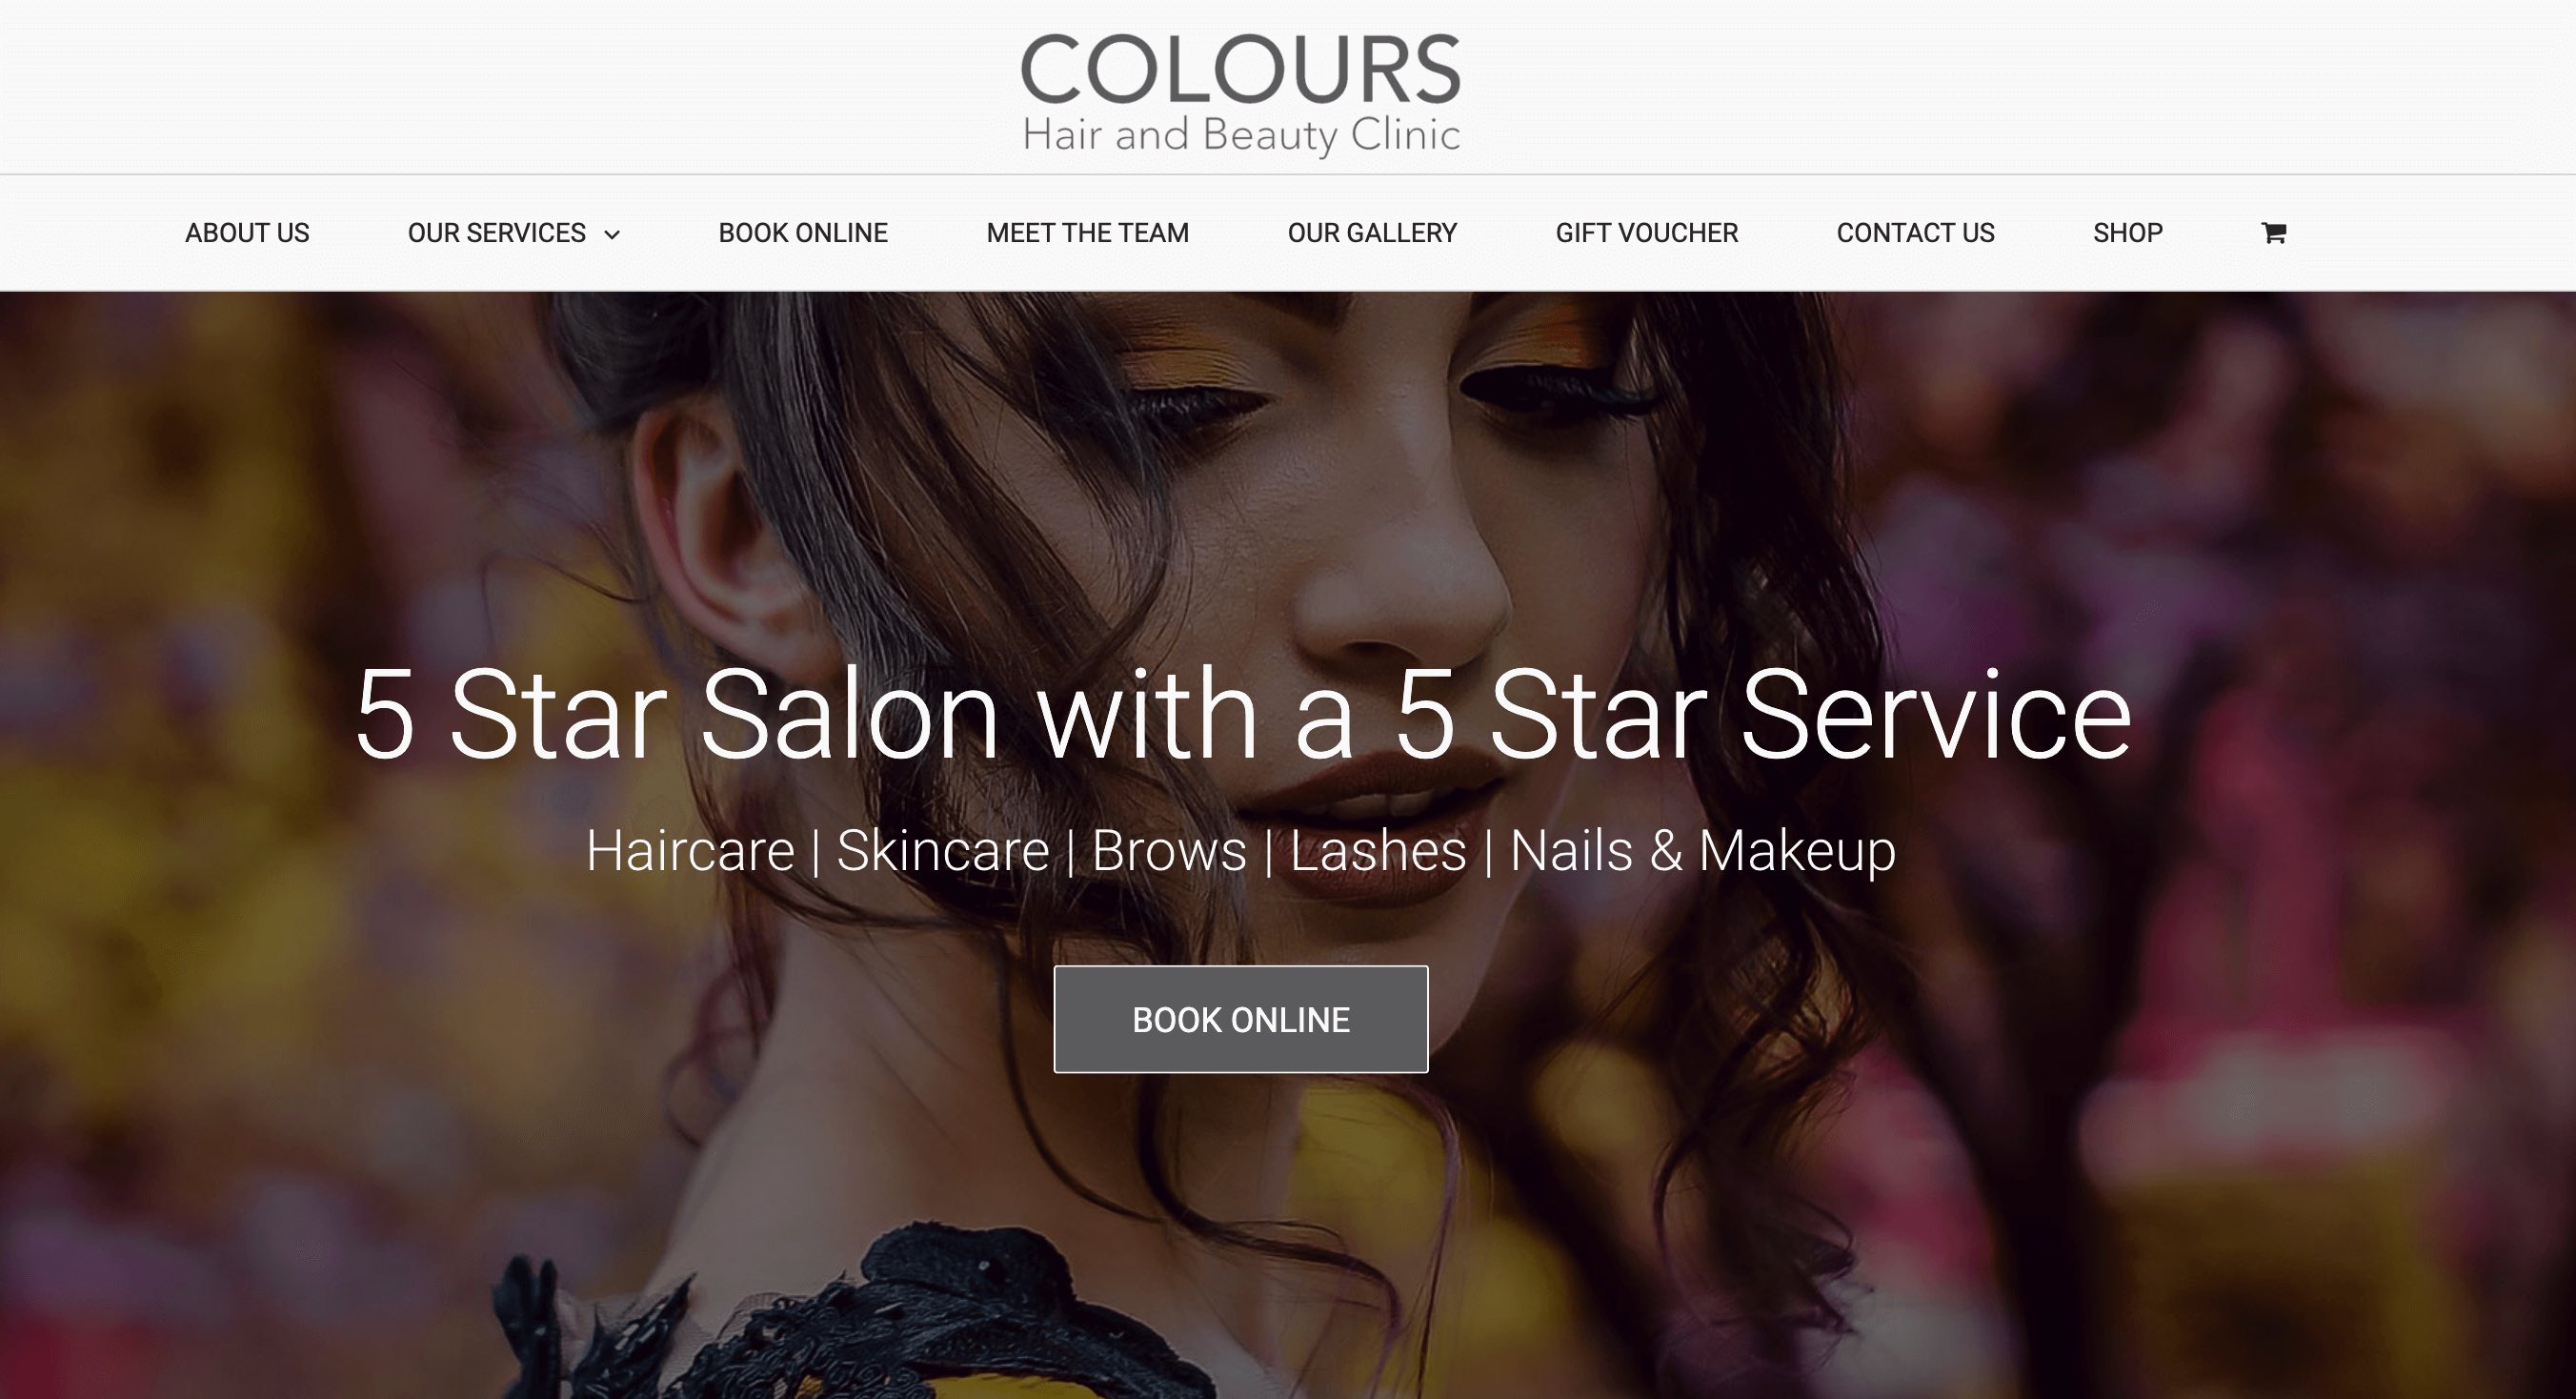 COLOURS
Hair and Beauty Clinic
ABOUT US OUR SERVICES BOOK ONLINE MEET THE TEAM OUR GALLERY GIFT VOUCHER CONTACT US SHOP
5 Star Salon with a 5 Star Service
Haircare | Skincare | Brows | Lashes | Nails & Makeup
BOOK ONLINE